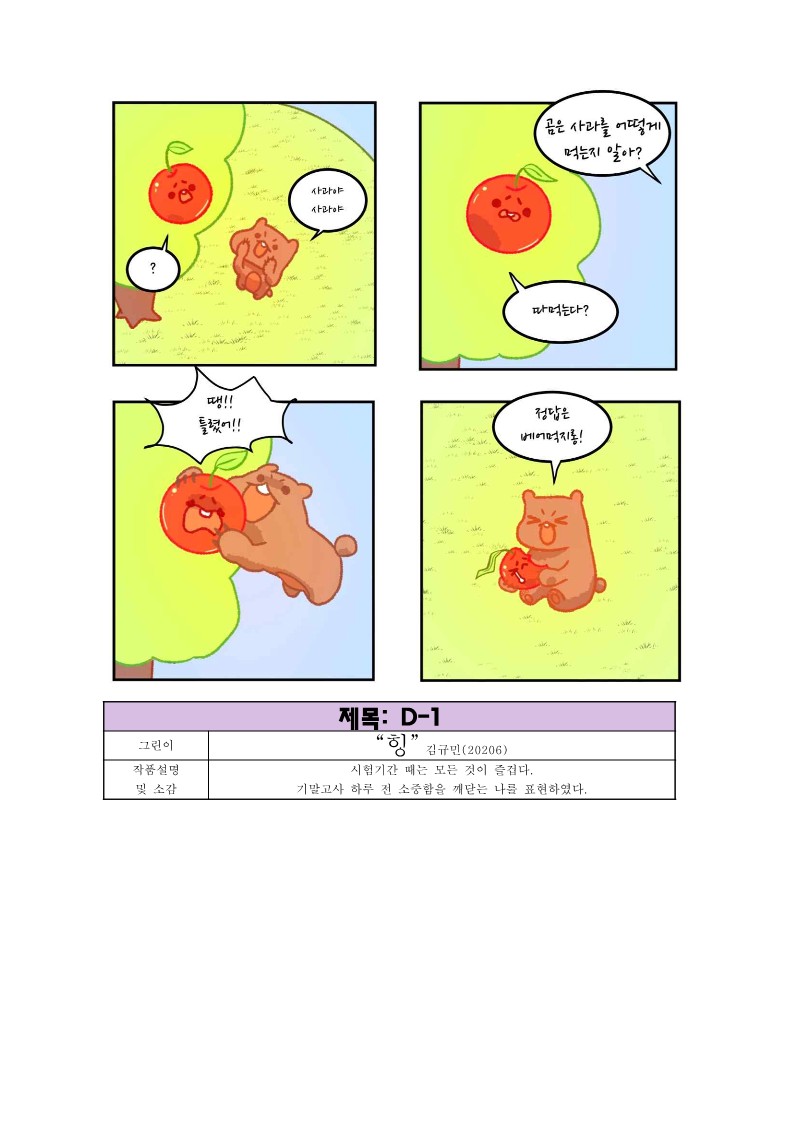 사과야
사과야
?
곰은 사과를 어떻게
먹는지 알아?
따먹는다?
땡!!
틀렸어!!
정답은
베어먹지롱!
제목: D-1
그린이
“힝” 김규민(20206)
작품설명
및 소감
시험기간 때는 모든 것이 즐겁다.
기말고사 하루 전 소중함을 깨닫는 나를 표현하였다.